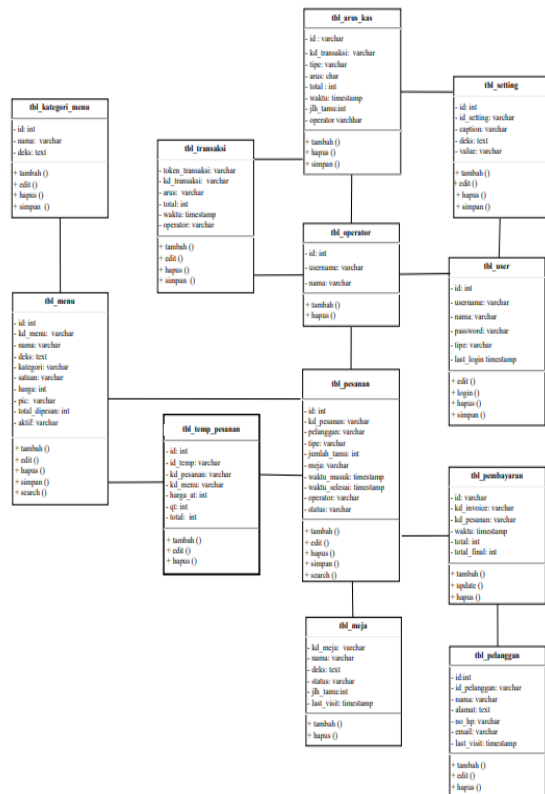 tbl_arus_kas
- id : varchar
- kd_transaksi: varchar
- tipe: varchar
- arus: char
- total : int
- waktu: timestamp
- jlh_tamu:int
- operator varchhar
+ tambah ()
+ hapus ()
+ simpan ()
tbl_setting
- id: int
- id_setting: varchar
- caption: varchar
- deks: text
- value: varchar
+ tambah ()
+ edit ()
+ hapus ()
+ simpan ()
tbl_kategori_menu
- id: int
- nama: varchar
- deks: text
+ tambah ()
+ edit ()
+ hapus ()
+ simpan ()
tbl_transaksi
- token_transaksi: varchar
- kd_transaksi: varchar
- arus: varchar
- total: int
- waktu: timestamp
- operator: varchar
+ tambah ()
+ edit ()
+ hapus ()
+ simpan ()
tbl_operator
- id: int
- username: varchar
- nama: varchar
+ tambah ()
+ hapus ()
tbl_user
- id: int
- username: varchar
- nama: varchar
- password: varchar
- tipe: varchar
- last_login timestamp
+ edit ()
+ login ()
+ hapus ()
+ simpan ()
tbl_menu
- id: int
- kd_menu: varchar
- nama: varchar
- deks: text
- kategori: varchar
- satuan: varchar
- harga: int
- pic: varchar
- total_dipesan: int
- aktif: varchar
+ tambah ()
+ edit ()
+ hapus ()
+ simpan ()
+ search ()
tbl_temp_pesanan
- id: int
- id_temp: varchar
- kd_pesanan: varchar
- kd_menu: varchar
- harga_at: int
- qt: int
- total: int
+ tambah ()
+ edit ()
+ hapus ()
tbl_pesanan
- id: int
- kd_pesanan: varchar
- pelanggan: varchar
- tipe: varchar
- jumlah_tamu: int
- meja: varchar
- waktu_masuk: timestamp
- waktu_selesai: timestamp
- operator: varchar
- status: varchar
+ tambah ()
+ edit ()
+ hapus ()
+ simpan ()
+ search ()
tbl_pembayaran
- id: varchar
- kd_invoice: varchar
- kd_pesanan: varchar
- waktu: timestamp
- total: int
- total_final: int
+ tambah ()
+ update ()
+ hapus ()
tbl_meja
- kd_meja: varchar
- nama: varchar
- deks: text
- status: varchar
- jlh_tamu:int
- last_visit: timestamp
+ tambah ()
+ hapus ()
tbl_pelanggan
- id:int
- id_pelanggan: varchar
- nama: varchar
- alamat: text
- no_hp: varchar
- email: varchar
- last_visit: timestamp
+ tambah ()
+ edit ()
+ hapus ()